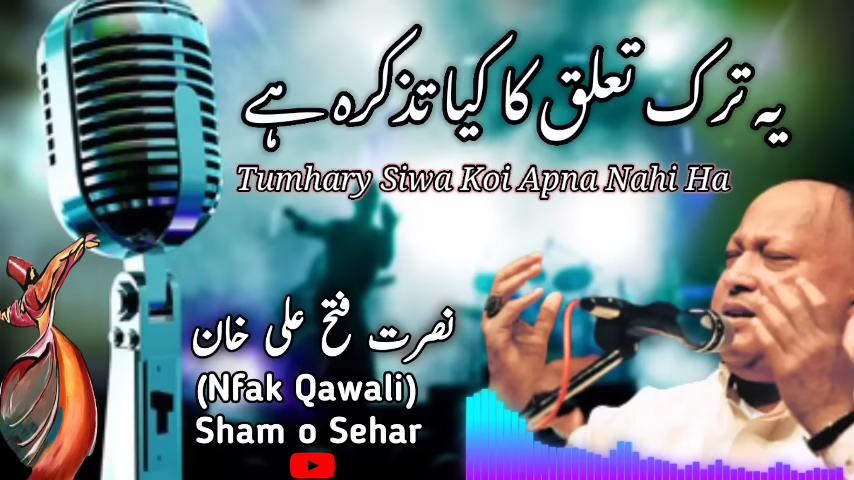 یہ ترک تعلق کا کیا تذکرہ ہے
Tumhary Siwa Koi Apna Nahi Ha
نصرت فتح علی خان
(Nfak Qawali)
Sham o Sehar